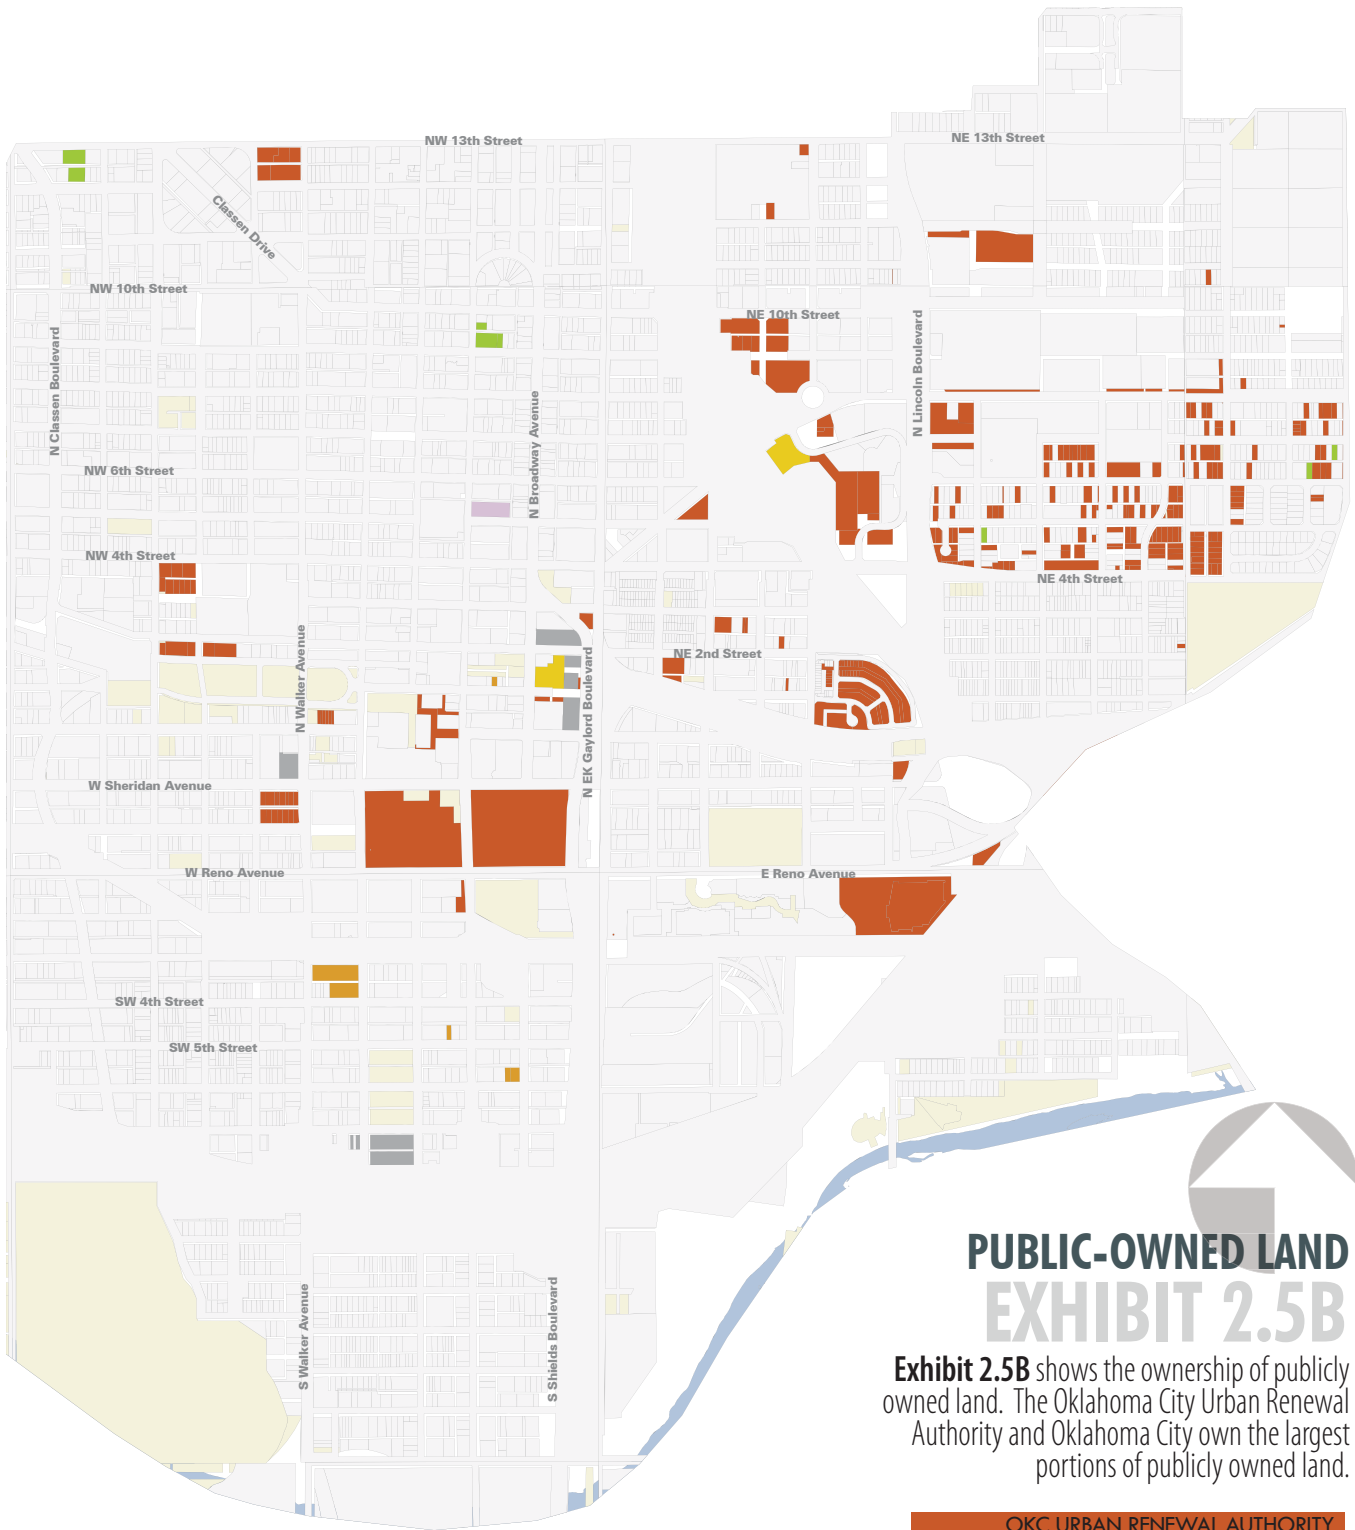 NW 13th Street
NE 13th Street
Classen Drive
NW 10th Street
NE 10th Street
N Classen Boulevard
N Lincoln Boulevard
N Broadway Avenue
NW 6th Street
NW 4th Street
NE 4th Street
N Walker Avenue
NE 2nd Street
N EK Gaylord Boulevard
W Sheridan Avenue
W Reno Avenue
E Reno Avenue
SW 4th Street
SW 5th Street
S Walker Avenue
S Shields Boulevard
PUBLIC-OWNED LAND
EXHIBIT 2.5B
Exhibit 2.5B shows the ownership of publicly
owned land. The Oklahoma City Urban Renewal
Authority and Oklahoma City own the largest
portions of publicly owned land.
OKC URBAN RENEWAL AUTHORITY